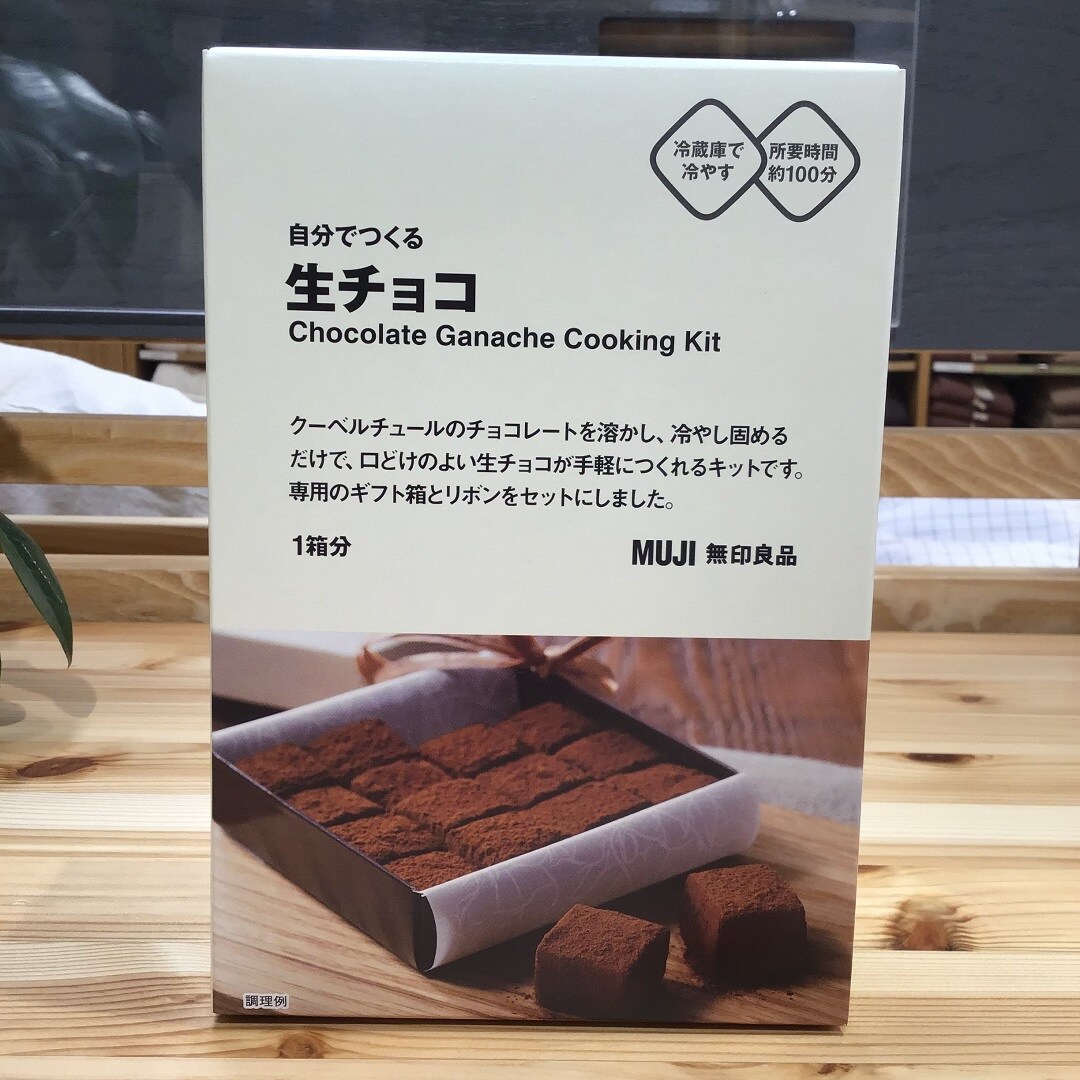 冷蔵庫で
冷やす
所要時間
約100分
自分でつくる
生チョコ
Chocolate Ganache Cooking Kit
クーベルチュールのチョコレートを溶かし、冷やし固める
だけで、口どけのよい生チョコが手軽につくれるキットです。
専用のギフト箱とリボンをセットにしました。
1箱分
MUJI 無印良品
調理例